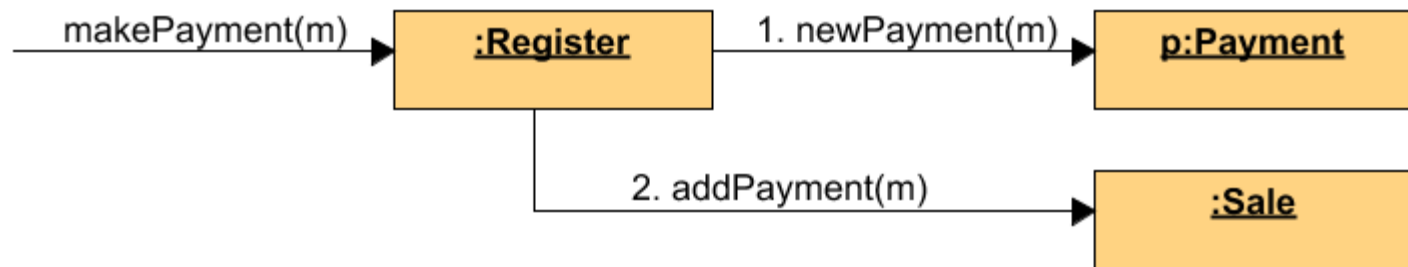 makePayment(m)
:Register
1. newPayment(m)
p:Payment
2. addPayment(m)
:Sale